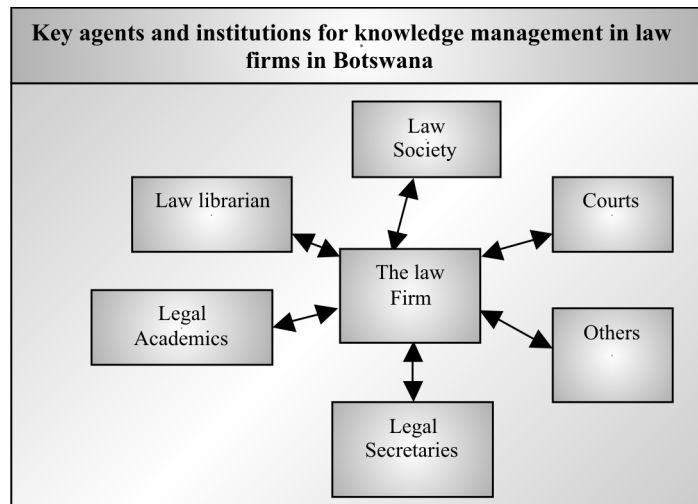 Key agents and institutions for knowledge management in law
firms in Botswana
Law
Society
Law librarian
Courts
The law
Firm
Legal
Academics
Others
Legal
Secretaries